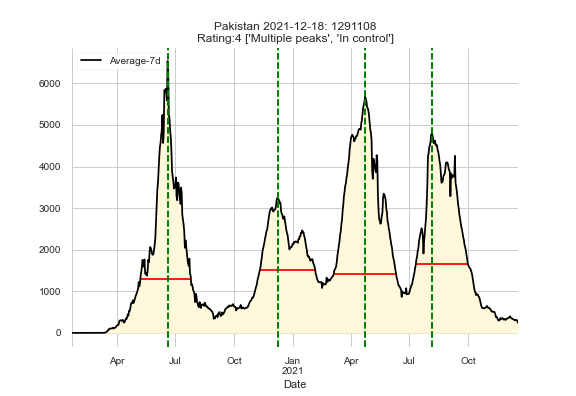 Pakistan 2021-12-18: 1291108
Rating:4 ['Multiple peaks', 'In control']
Average-7d
6000
5000
4000
3000
2000
1000
0
Apr Jul Oct Jan Apr Jul Oct
2021
Date